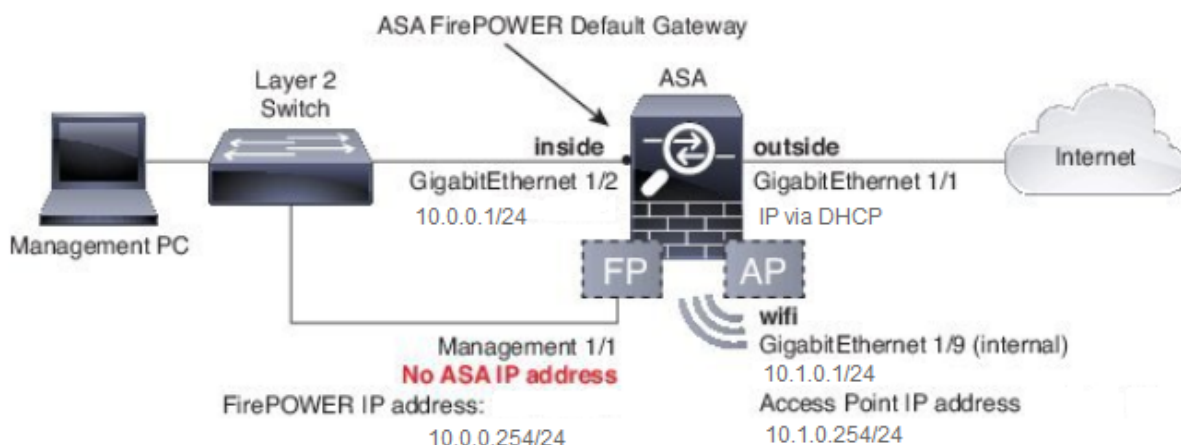 ASA FirePOWER Default Gateway
Layer 2
Switch
ASA
inside
outside
Internet
GigabitEthernet 1/2
GigabitEthernet 1/1
10.0.0.1/24
IP via DHCP
Management PC
FP
AP
wifi
Management 1/1
GigabitEthernet 1/9 (internal)
No ASA IP address
10.1.0.1/24
FirePOWER IP address:
Access Point IP address
10.0.0.254/24
10.1.0.254/24